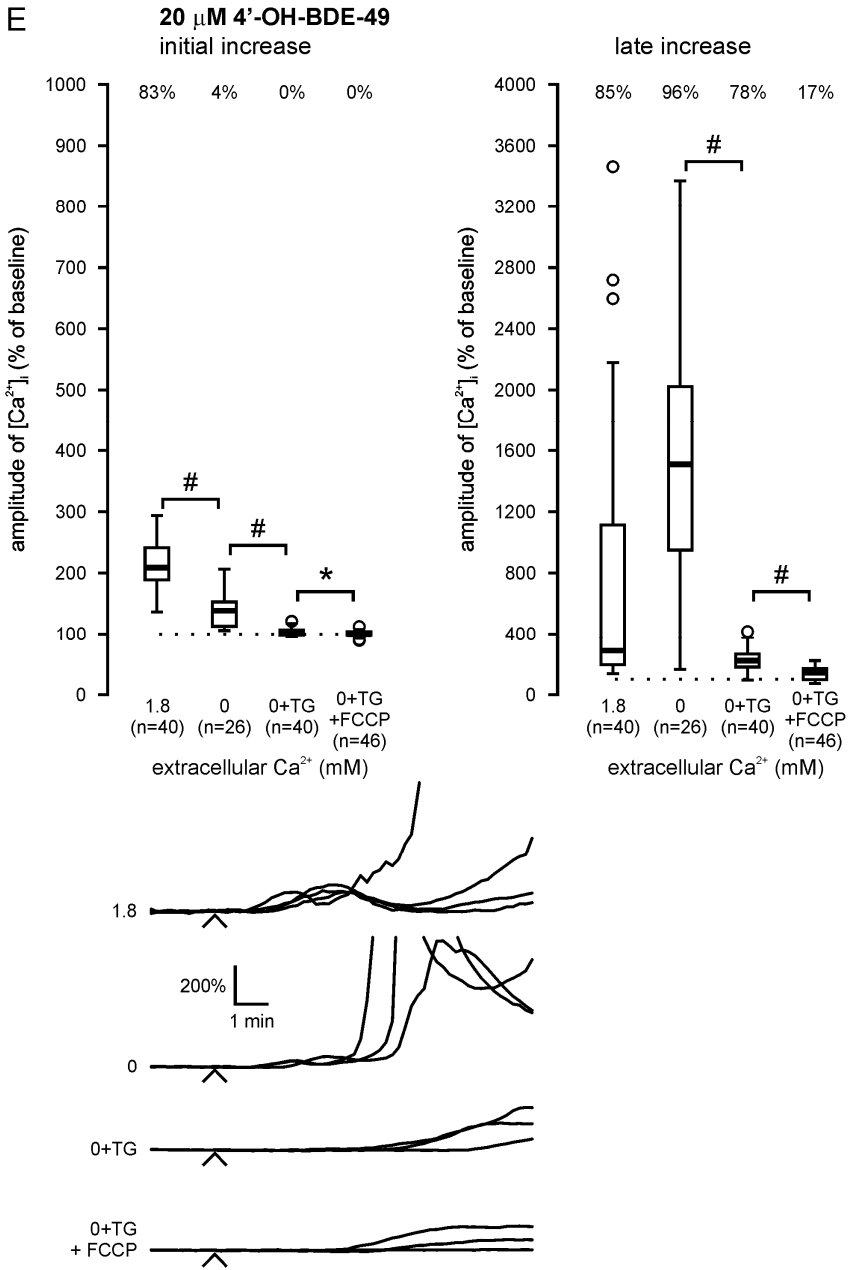 E
20 μM 4'-OH-BDE-49
initial increase
late increase
amplitude of [Ca²⁺]ᵢ (% of baseline)
1000
900
800
700
600
500
400
300
200
100
0
83% 4% 0% 0%
#
#
*
1.8 0 0+TG 0+TG
+FCCP
(n=40) (n=26) (n=40) (n=46)
extracellular Ca²⁺ (mM)
amplitude of [Ca²⁺]ᵢ (% of baseline)
4000
3600
3200
2800
2400
2000
1600
1200
800
400
0
85% 96% 78% 17%
#
#
1.8 0 0+TG 0+TG
+FCCP
(n=40) (n=26) (n=40) (n=46)
extracellular Ca²⁺ (mM)
1.8
200%
1 min
0
0+TG
0+TG
+ FCCP